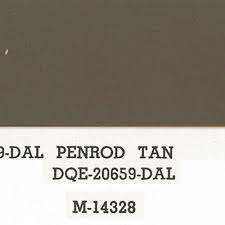 9-DAL PENROD TAN
DQE-20659-DAL
M-14328